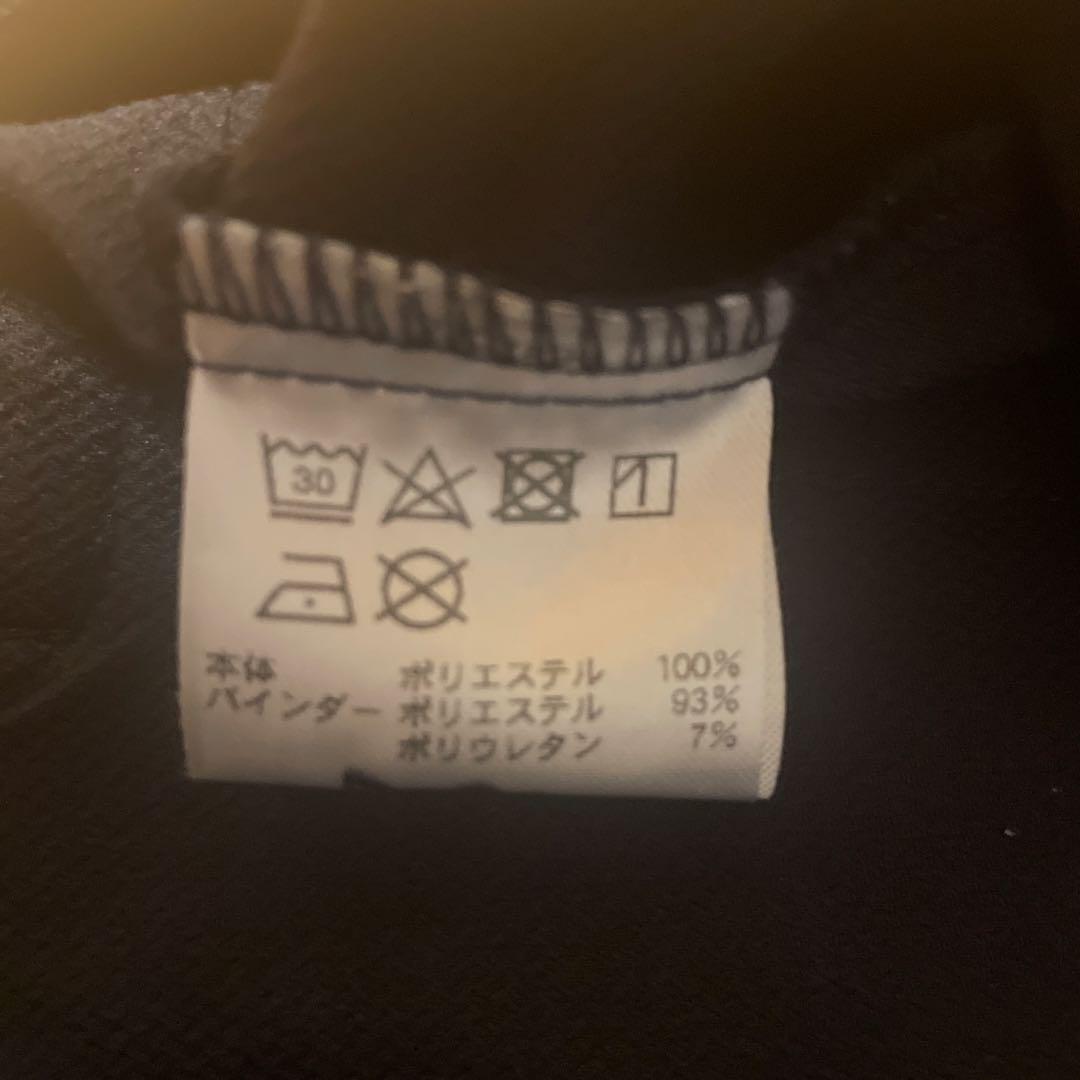 30
本体 ポリエステル 100%
バインダー ポリエステル 93%
ポリウレタン 7%